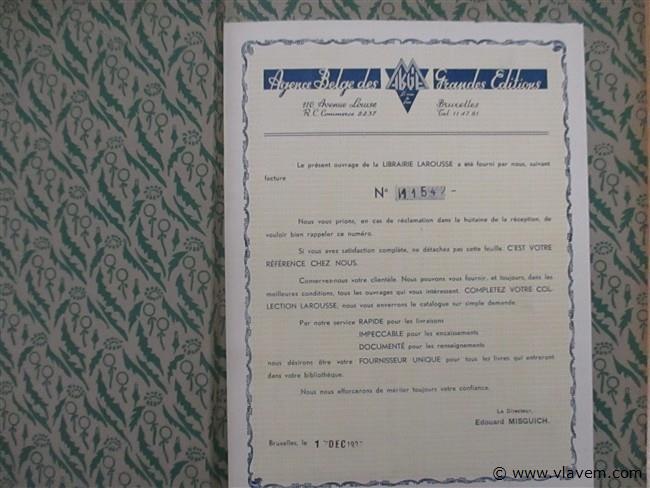 Agence Belge des ABGE Grandes Editions
110 Avenue Louise Bruxelles
R.C. Commerce 2237 Tel. 11.47.61
Le présent ouvrage de la LIBRAIRIE LAROUSSE a été fourni par nous, suivant
facture
N° 11542 -
Nous vous prions, en cas de réclamation dans la huitaine de la réception, de
vouloir bien rappeler ce numéro.
Si vous avez satisfaction complète, ne détachez pas cette feuille. C'EST VOTRE
RÉFÉRENCE CHEZ NOUS.
Conservez-nous votre clientèle. Nous pouvons vous fournir, et toujours, dans les
meilleures conditions, tous les ouvrages qui vous intéressent. COMPLETEZ VOTRE COL-
LECTION LAROUSSE, nous vous enverrons le catalogue sur simple demande.
Par notre service RAPIDE pour les livraisons
IMPECCABLE pour les encaissements
DOCUMENTÉ pour les renseignements
nous désirons être votre FOURNISSEUR UNIQUE pour tous les livres qui entreront
dans votre bibliothèque.
Nous nous efforcerons de mériter toujours votre confiance.
Le Directeur,
Edouard MISGUICH.
Bruxelles, le DEC
© www.vlavem.com